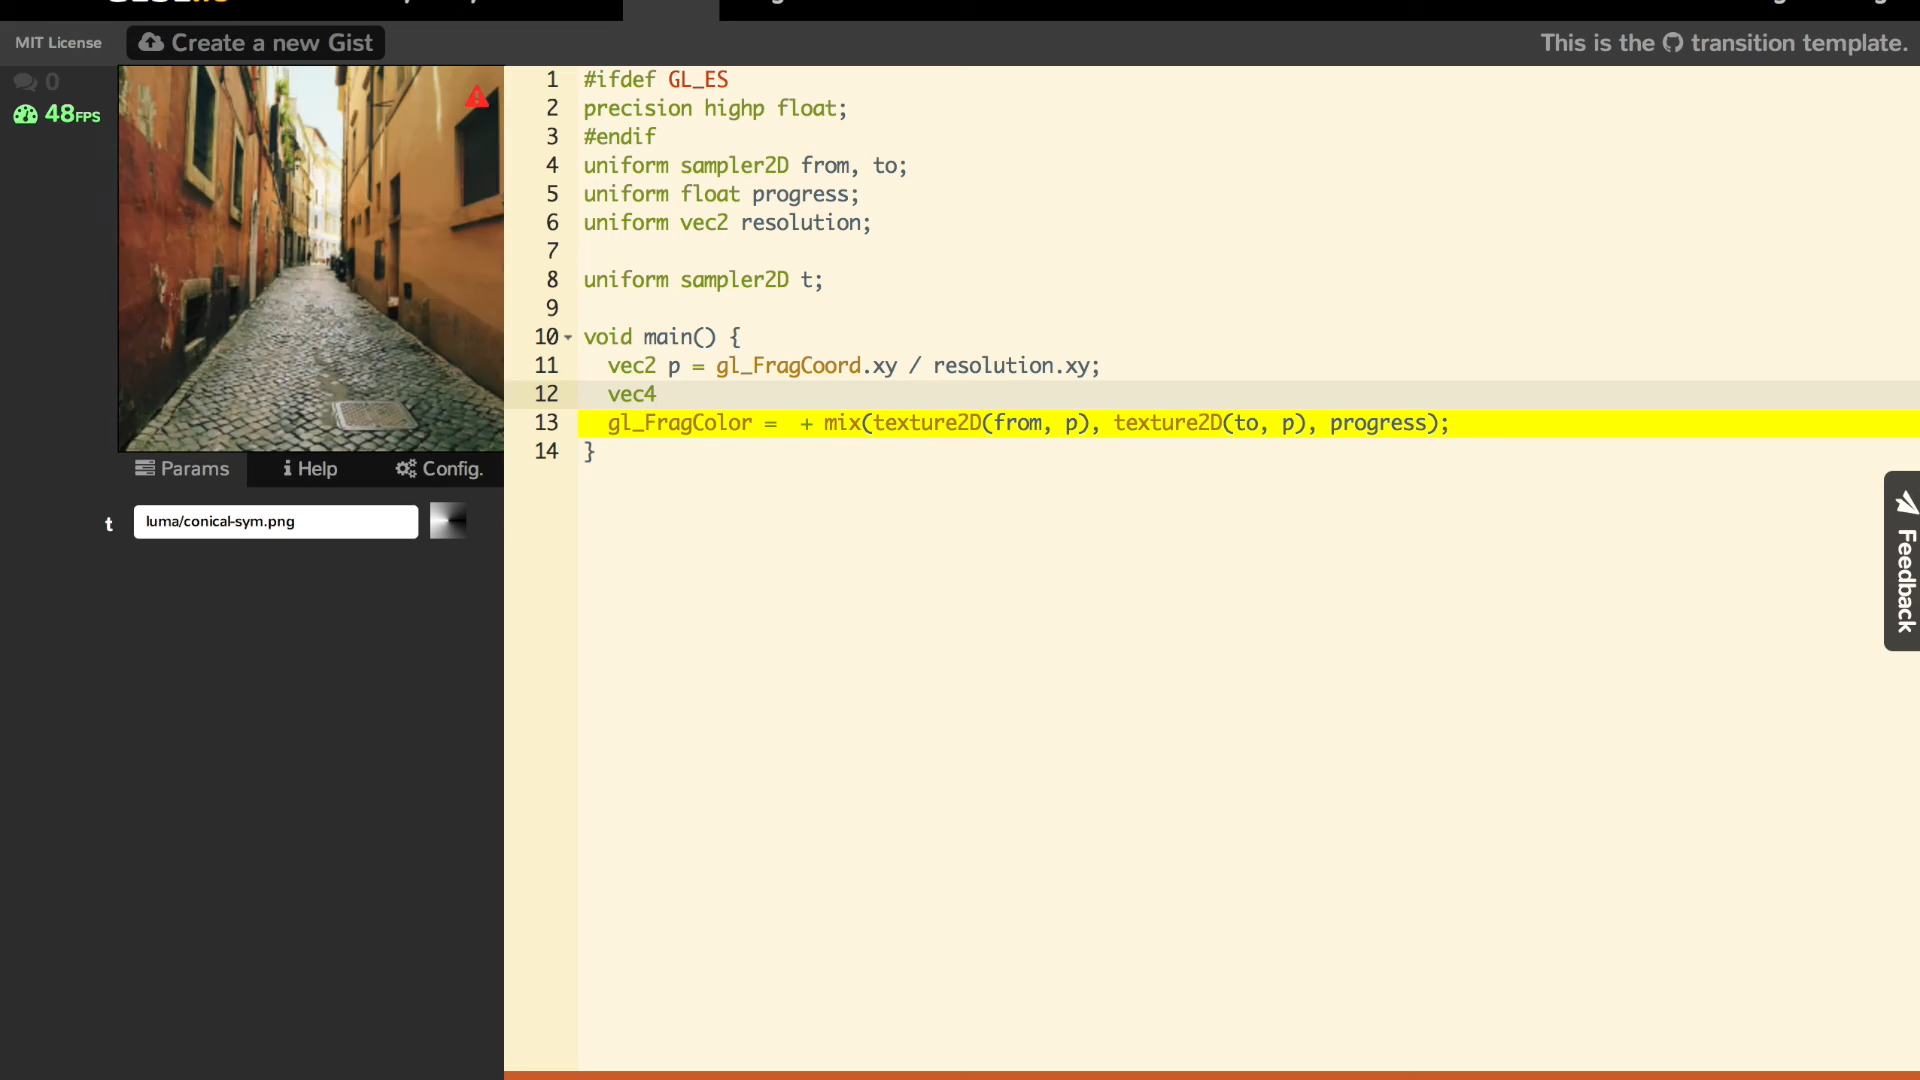 MIT License
Create a new Gist
This is the transition template.
0
48FPS
1 #ifdef GL_ES
2 precision highp float;
3 #endif
4 uniform sampler2D from, to;
5 uniform float progress;
6 uniform vec2 resolution;
7
8 uniform sampler2D t;
9
10 void main() {
11 vec2 p = gl_FragCoord.xy / resolution.xy;
12 vec4
13 gl_FragColor =  + mix(texture2D(from, p), texture2D(to, p), progress);
14 }
Params
Help
Config.
t
luma/conical-sym.png
Feedback